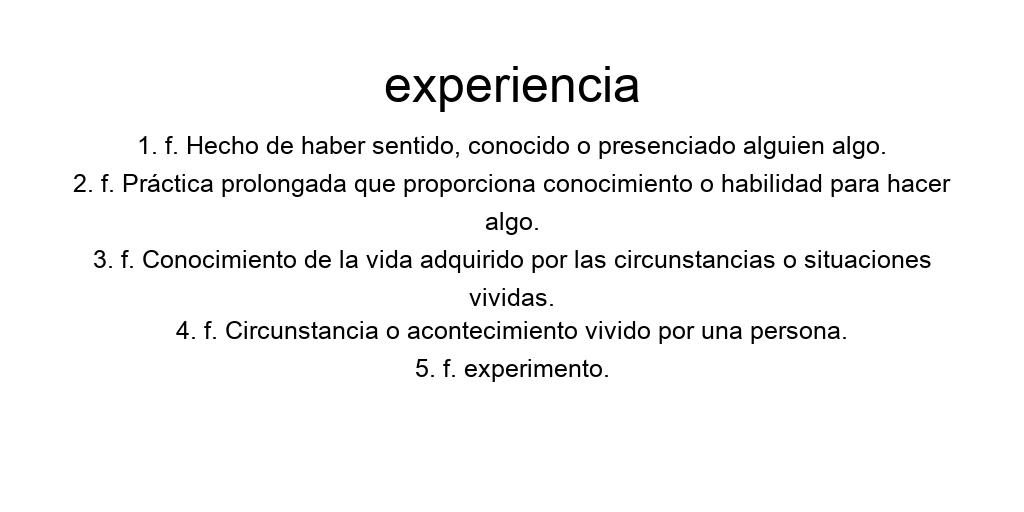 experiencia
1. f. Hecho de haber sentido, conocido o presenciado alguien algo.
2. f. Práctica prolongada que proporciona conocimiento o habilidad para hacer
algo.
3. f. Conocimiento de la vida adquirido por las circunstancias o situaciones
vividas.
4. f. Circunstancia o acontecimiento vivido por una persona.
5. f. experimento.